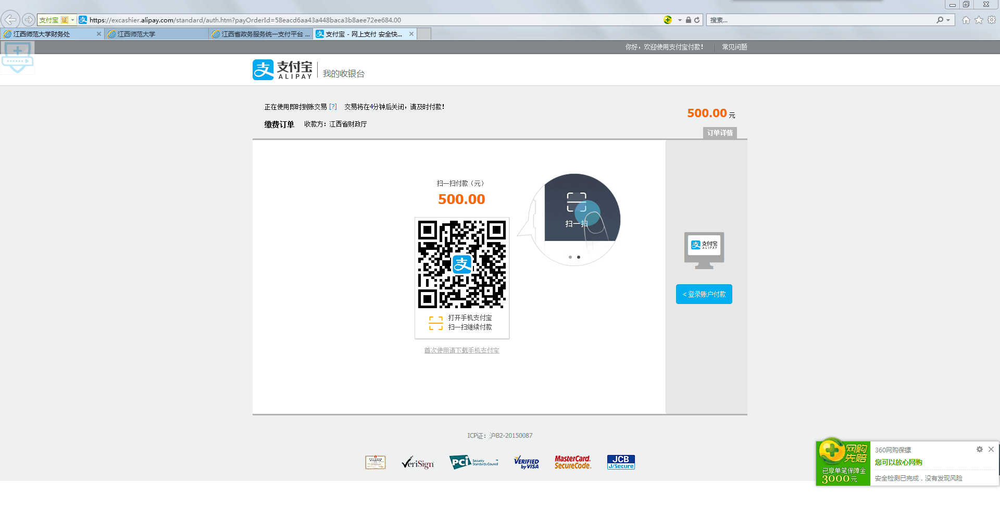 支付宝 证
https://excashier.alipay.com/standard/auth.htm?payOrderId=58eacd6aa43a448baca3b8aee72ee684.00
搜索...
江西师范大学财务处
江西师范大学
江西省政务服务统一支付平台 ...
支付宝 - 网上支付 安全快...
你好，欢迎使用支付宝付款！ 常见问题
支付宝
ALIPAY
我的收银台
正在使用即时到账交易 [?] 交易将在4分钟后关闭，请及时付款！
500.00 元
缴费订单 收款方：江西省财政厅
订单详情
扫一扫付款（元）
500.00
扫一扫
支
支付宝
ALIPAY
< 登录账户付款
打开手机支付宝
扫一扫继续付款
首次使用请下载手机支付宝
ICP证：沪B2-20150087
VeriSign
PCI Security Standards Council
VERIFIED by VISA
MasterCard. SecureCode.
JCB J/Secure
网购先赔
已享单笔保障金
3000元
360网购保镖
您可以放心网购
安全检测已完成，没有发现风险